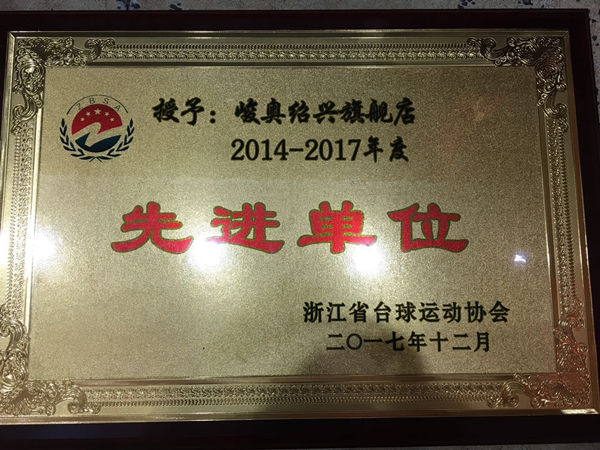 ZBSA
授予：峻奥绍兴旗舰店
2014-2017年度
先进单位
浙江省台球运动协会
二〇一七年十二月